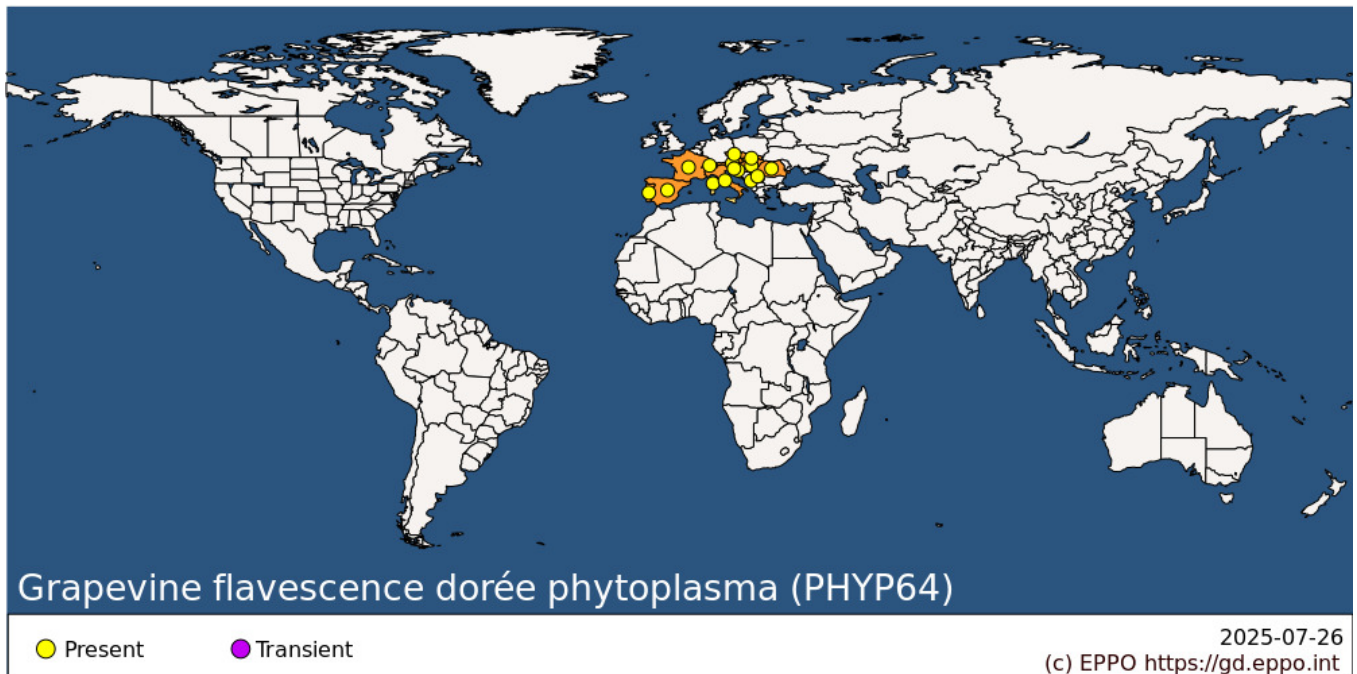 Grapevine flavescence dorée phytoplasma (PHYP64)
Present
Transient
2025-07-26
(c) EPPO https://gd.eppo.int